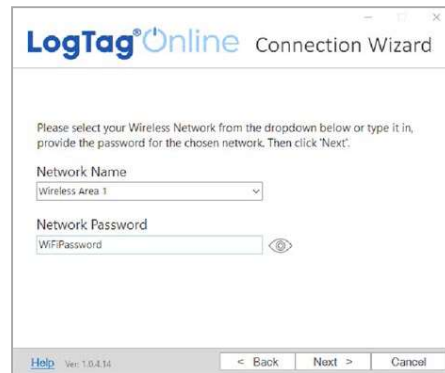 LogTag® Online Connection Wizard
Please select your Wireless Network from the dropdown below or type it in,
provide the password for the chosen network. Then click 'Next'.
Network Name
Wireless Area 1
Network Password
WiFiPassword
Help Ver: 1.0.4.14 < Back Next > Cancel